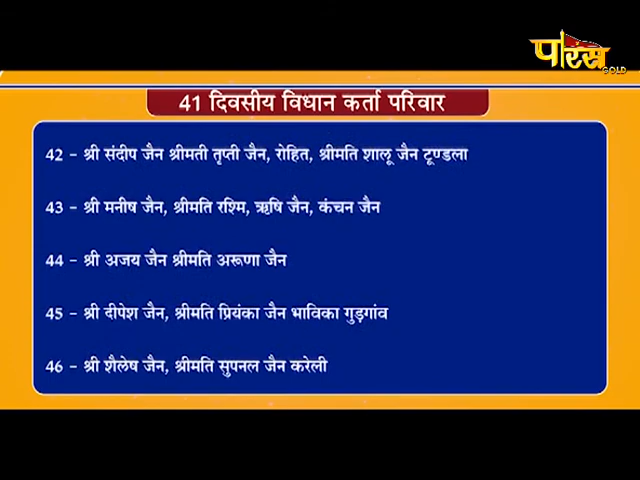 पारस
GOLD
41 दिवसीय विधान कर्ता परिवार
42 – श्री संदीप जैन श्रीमती तृप्ती जैन, रोहित, श्रीमति शालू जैन टूण्डला
43 – श्री मनीष जैन, श्रीमति रश्मि, ऋषि जैन, कंचन जैन
44 – श्री अजय जैन श्रीमति अरूणा जैन
45 – श्री दीपेश जैन, श्रीमति प्रियंका जैन भाविका गुड़गांव
46 – श्री शैलेष जैन, श्रीमति सुपनल जैन करेली